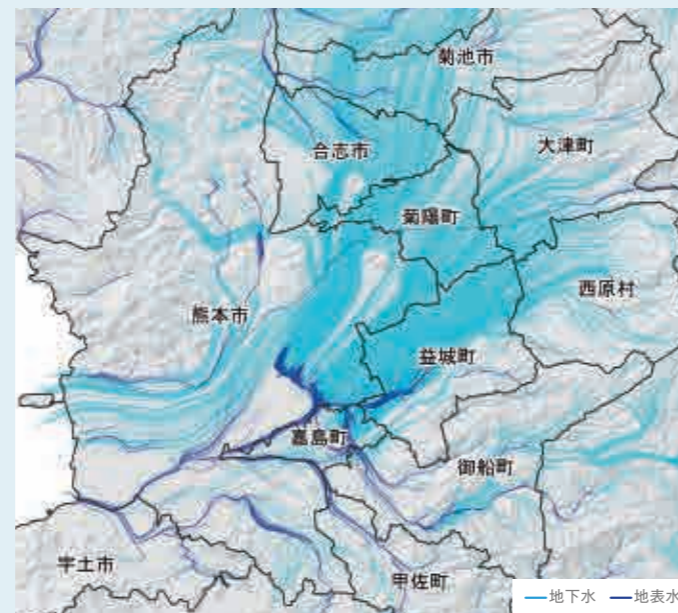 菊池市
合志市
大津町
菊陽町
西原村
熊本市
益城町
嘉島町
御船町
宇土市
甲佐町
地下水 地表水